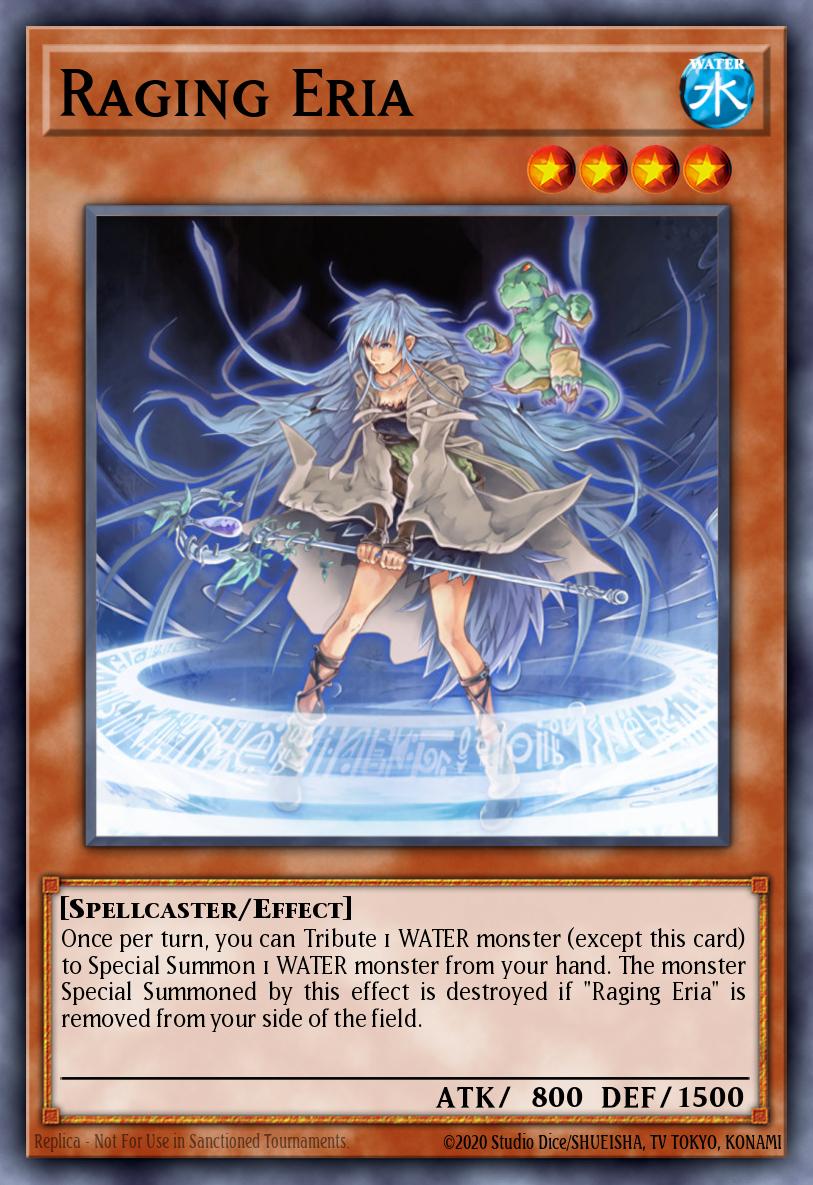 Raging Eria
WATER
水
[Spellcaster/Effect]
Once per turn, you can Tribute 1 WATER monster (except this card)
to Special Summon 1 WATER monster from your hand. The monster
Special Summoned by this effect is destroyed if "Raging Eria" is
removed from your side of the field.
ATK/ 800 DEF/1500
Replica - Not For Use in Sanctioned Tournaments.
©2020 Studio Dice/SHUEISHA, TV TOKYO, KONAMI